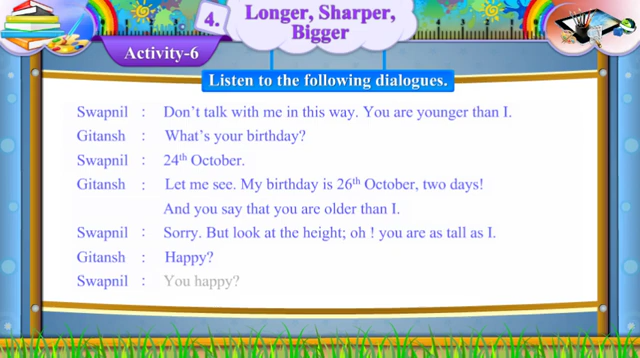 4.
Longer, Sharper,
Bigger
Activity-6
Listen to the following dialogues.
Swapnil : Don't talk with me in this way. You are younger than I.
Gitansh : What's your birthday?
Swapnil : 24th October.
Gitansh : Let me see. My birthday is 26th October, two days!
And you say that you are older than I.
Swapnil : Sorry. But look at the height; oh ! you are as tall as I.
Gitansh : Happy?
Swapnil : You happy?